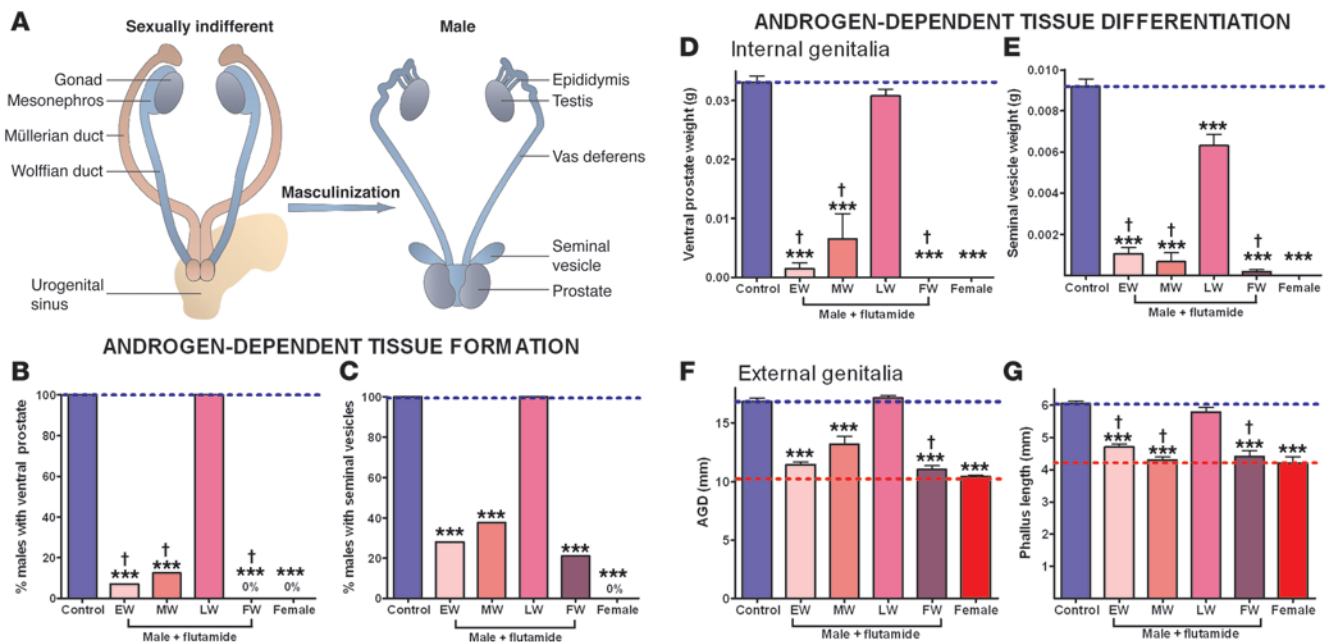 A
Sexually indifferent
Male
Gonad
Mesonephros
Müllerian duct
Wolffian duct
Urogenital
sinus
Masculinization
Epididymis
Testis
Vas deferens
Seminal
vesicle
Prostate
ANDROGEN-DEPENDENT TISSUE FORMATION
B
% males with ventral prostate
100
80
60
40
20
0
†
***
†
***
†
***
0%
***
0%
Control EW MW LW FW Female
Male + flutamide
C
% males with seminal vesicles
100
80
60
40
20
0
***
***
***
***
0%
Control EW MW LW FW Female
Male + flutamide
ANDROGEN-DEPENDENT TISSUE DIFFERENTIATION
D Internal genitalia
Ventral prostate weight (g)
0.03
0.01
0.00
†
***
†
***
†
***
***
Control EW MW LW FW Female
Male + flutamide
E
Seminal vesicle weight (g)
0.010
0.008
0.006
0.004
0.002
†
***
†
***
***
†
***
***
Control EW MW LW FW Female
Male + flutamide
F External genitalia
AGD (mm)
15
10
5
0
***
***
†
***
***
Control EW MW LW FW Female
Male + flutamide
G
Phallus length (mm)
6
5
4
3
2
1
†
***
†
***
†
***
***
Control EW MW LW FW Female
Male + flutamide